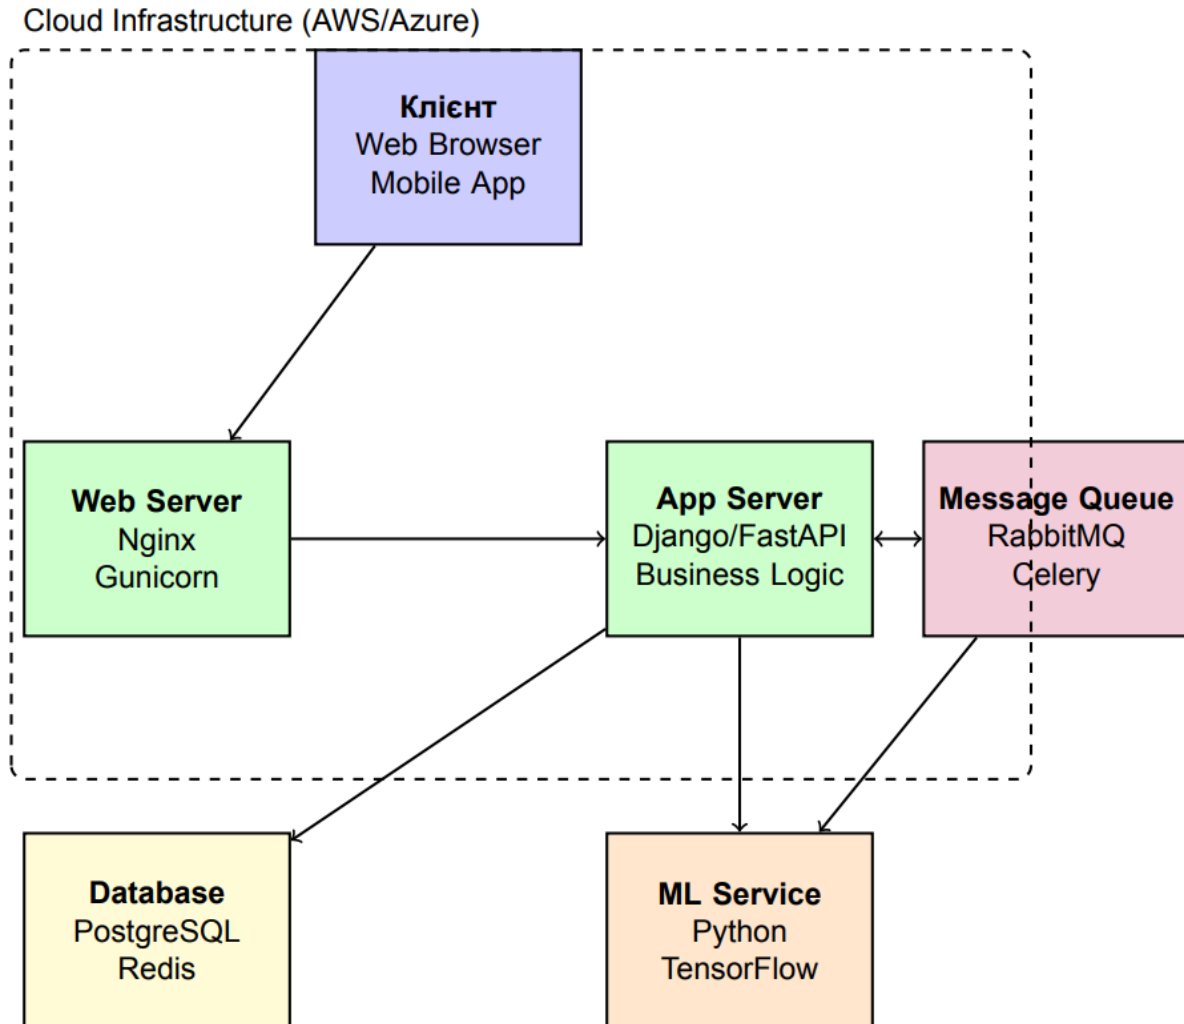 Cloud Infrastructure (AWS/Azure)
Клієнт
Web Browser
Mobile App
Web Server
Nginx
Gunicorn
App Server
Django/FastAPI
Business Logic
Message Queue
RabbitMQ
Celery
Database
PostgreSQL
Redis
ML Service
Python
TensorFlow